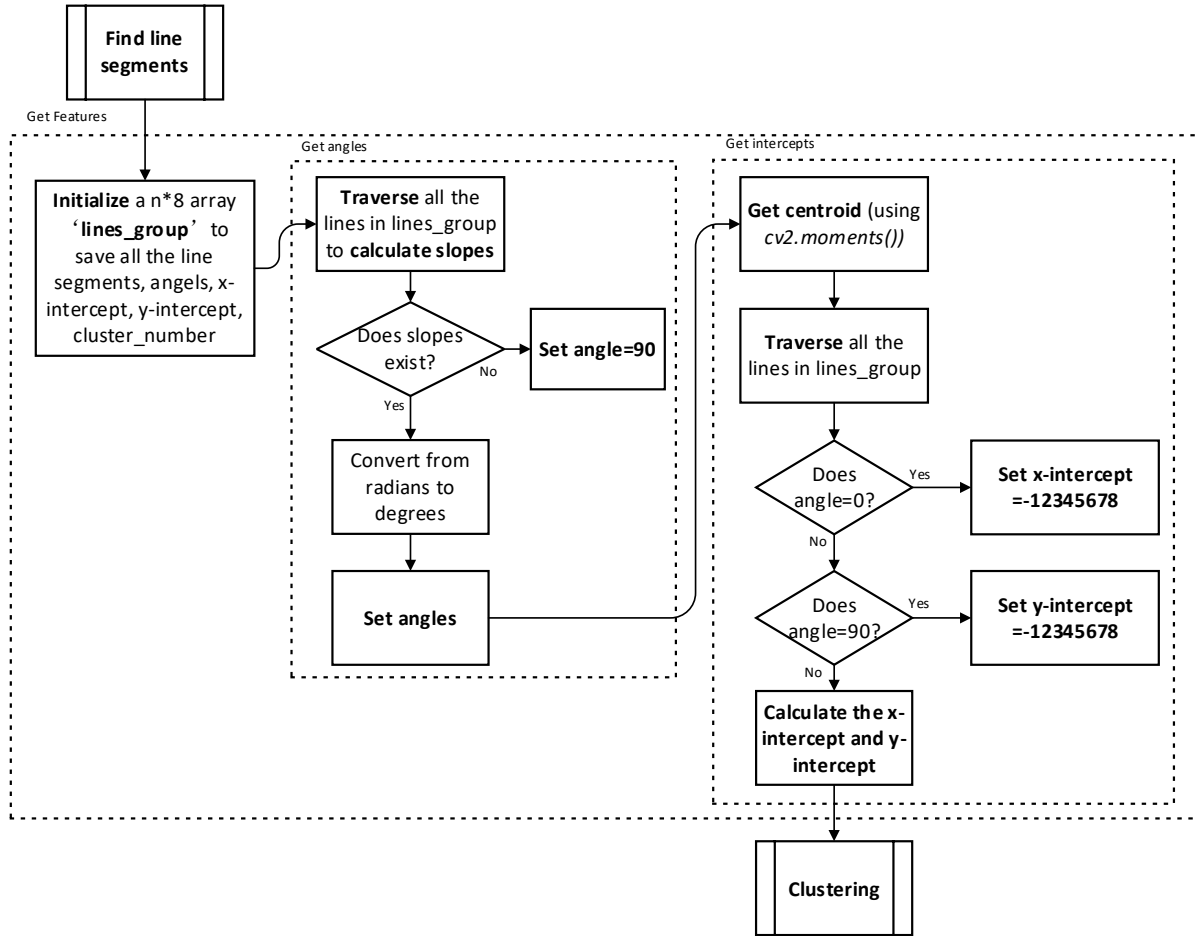 Find line
segments
Get Features
Initialize a n*8 array
‘lines_group’ to
save all the line
segments, angels, x-
intercept, y-intercept,
cluster_number
Get angles
Traverse all the
lines in lines_group
to calculate slopes
Does slopes
exist?
No
Set angle=90
Yes
Convert from
radians to
degrees
Set angles
Get intercepts
Get centroid (using
cv2.moments())
Traverse all the
lines in lines_group
Does
angle=0?
Yes
Set x-intercept
=-12345678
No
Does
angle=90?
Yes
Set y-intercept
=-12345678
No
Calculate the x-
intercept and y-
intercept
Clustering